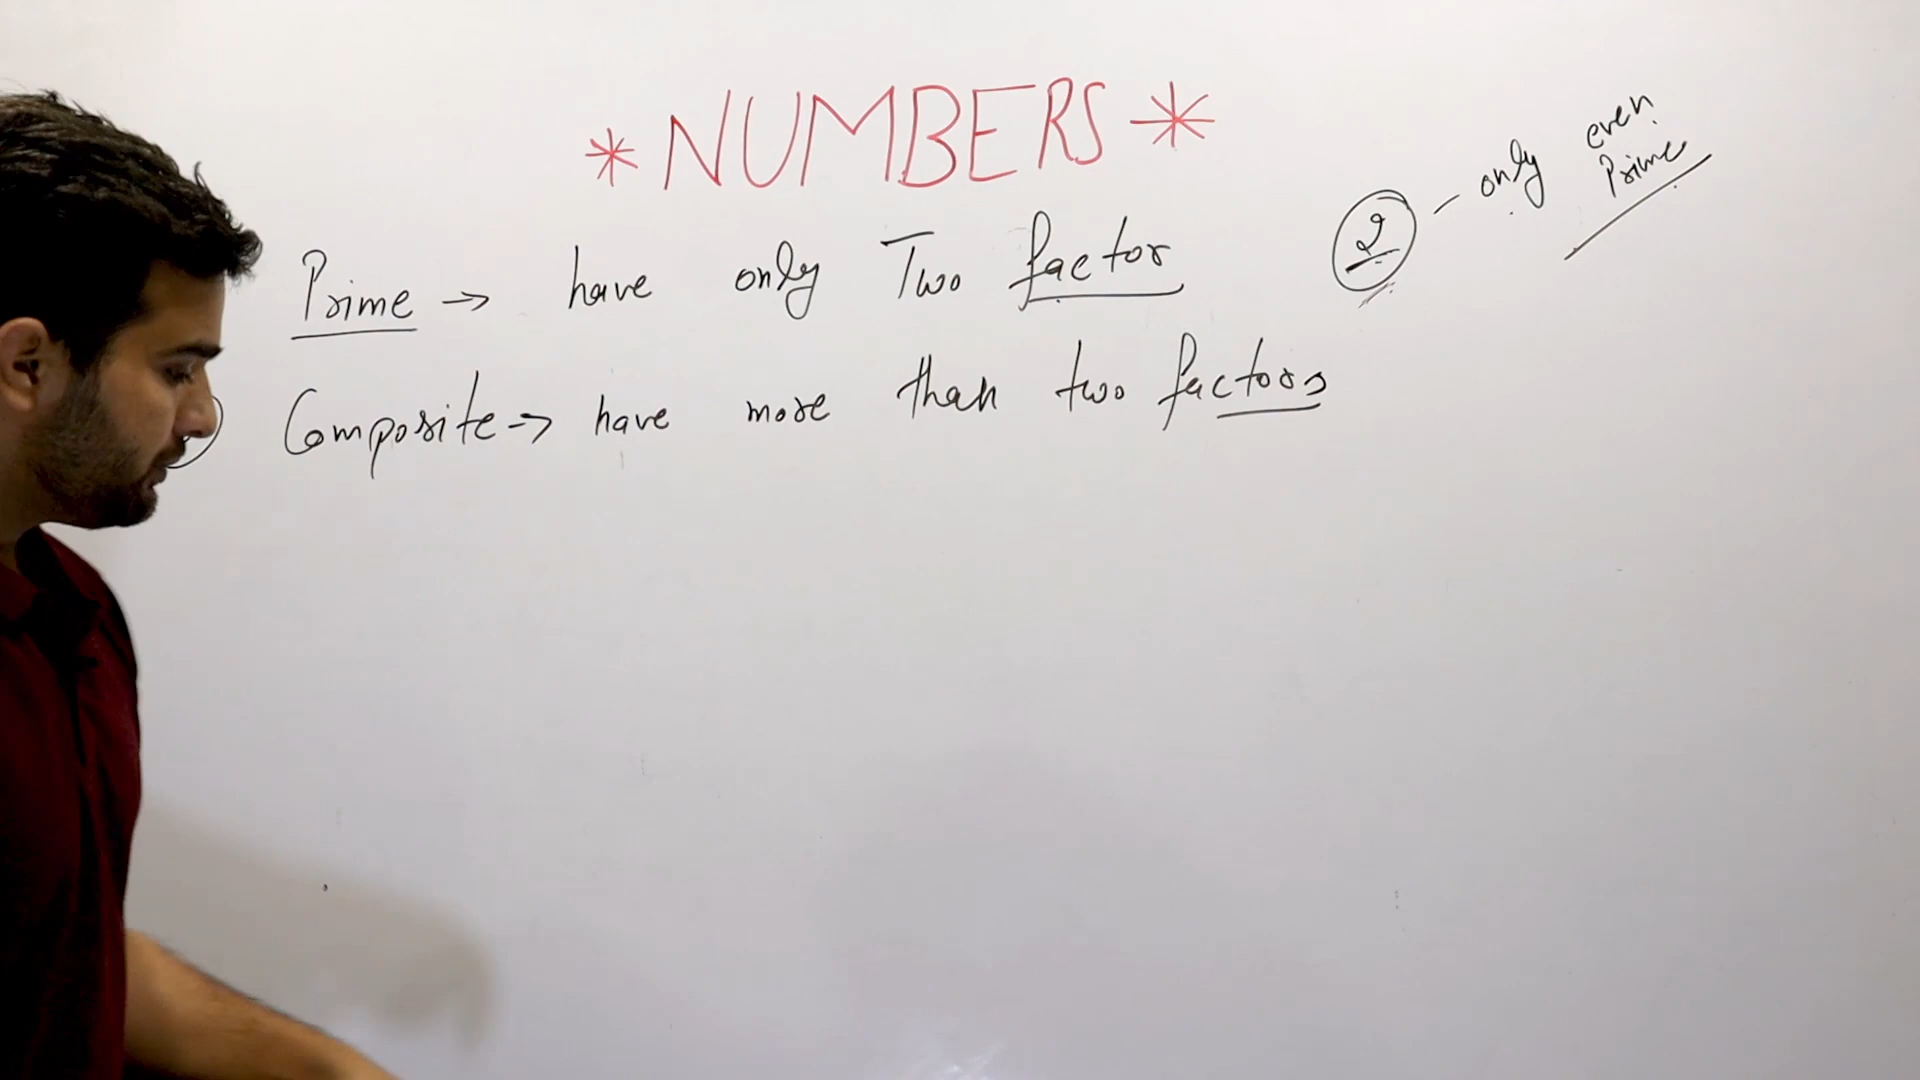 * NUMBERS *
2 - only even
Prime
Prime → have only Two factor
Composite → have more than two factors